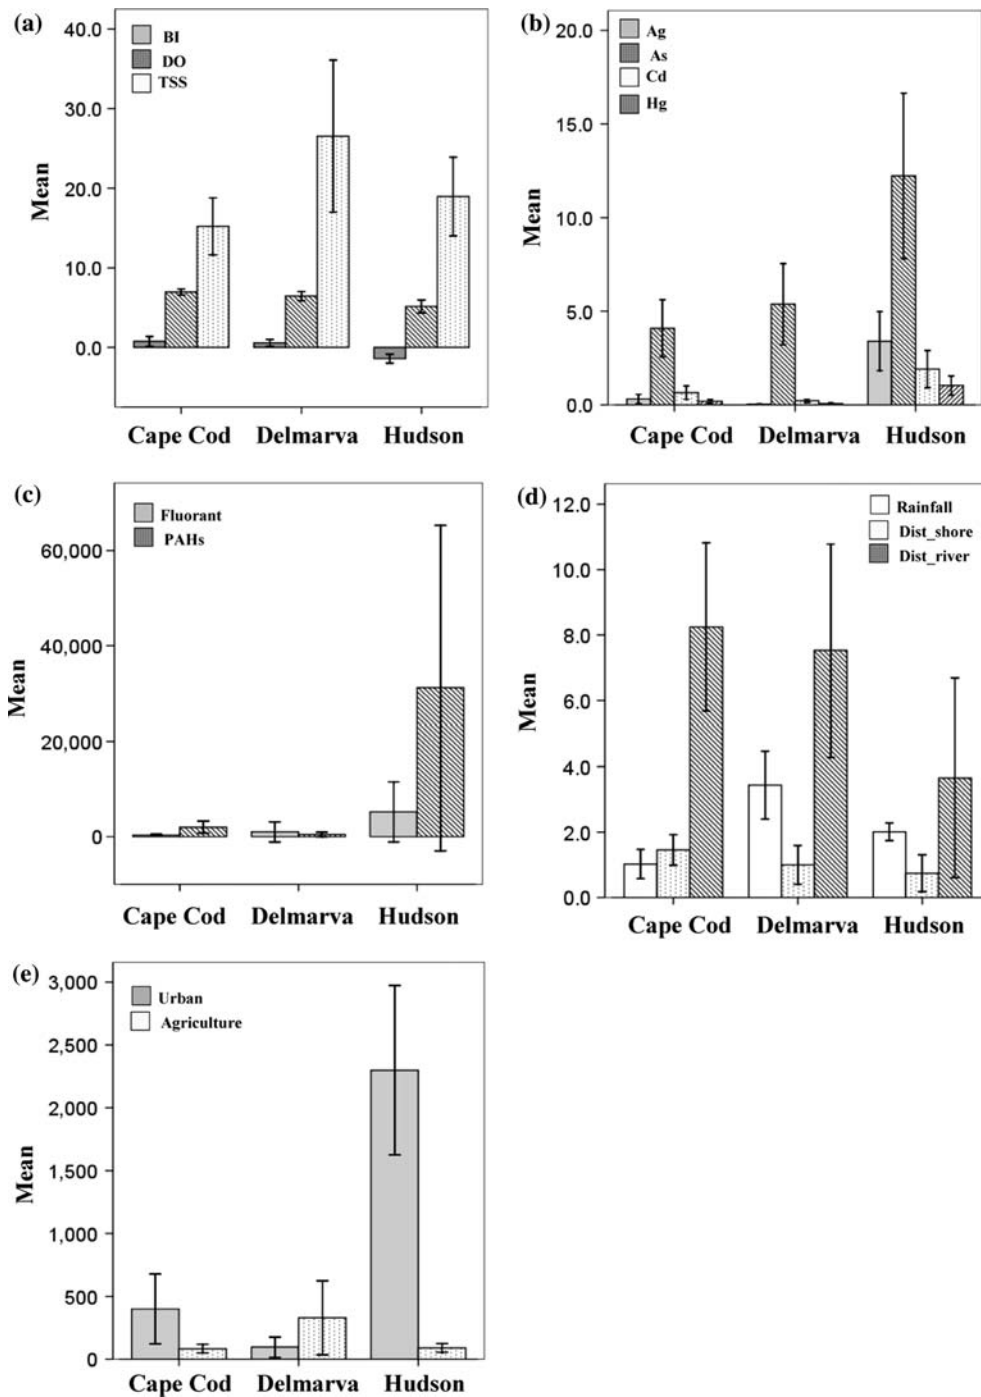 (a)
BI
DO
TSS
40.0
30.0
20.0
10.0
0.0
Mean
Cape Cod Delmarva Hudson
(b)
Ag
As
Cd
Hg
20.0
15.0
10.0
5.0
0.0
Mean
Cape Cod Delmarva Hudson
(c)
Fluorant
PAHs
60,000
40,000
20,000
0
Mean
Cape Cod Delmarva Hudson
(d)
Rainfall
Dist_shore
Dist_river
12.0
10.0
8.0
6.0
4.0
2.0
0.0
Mean
Cape Cod Delmarva Hudson
(e)
Urban
Agriculture
3,000
2,500
2,000
1,500
1,000
500
0
Mean
Cape Cod Delmarva Hudson